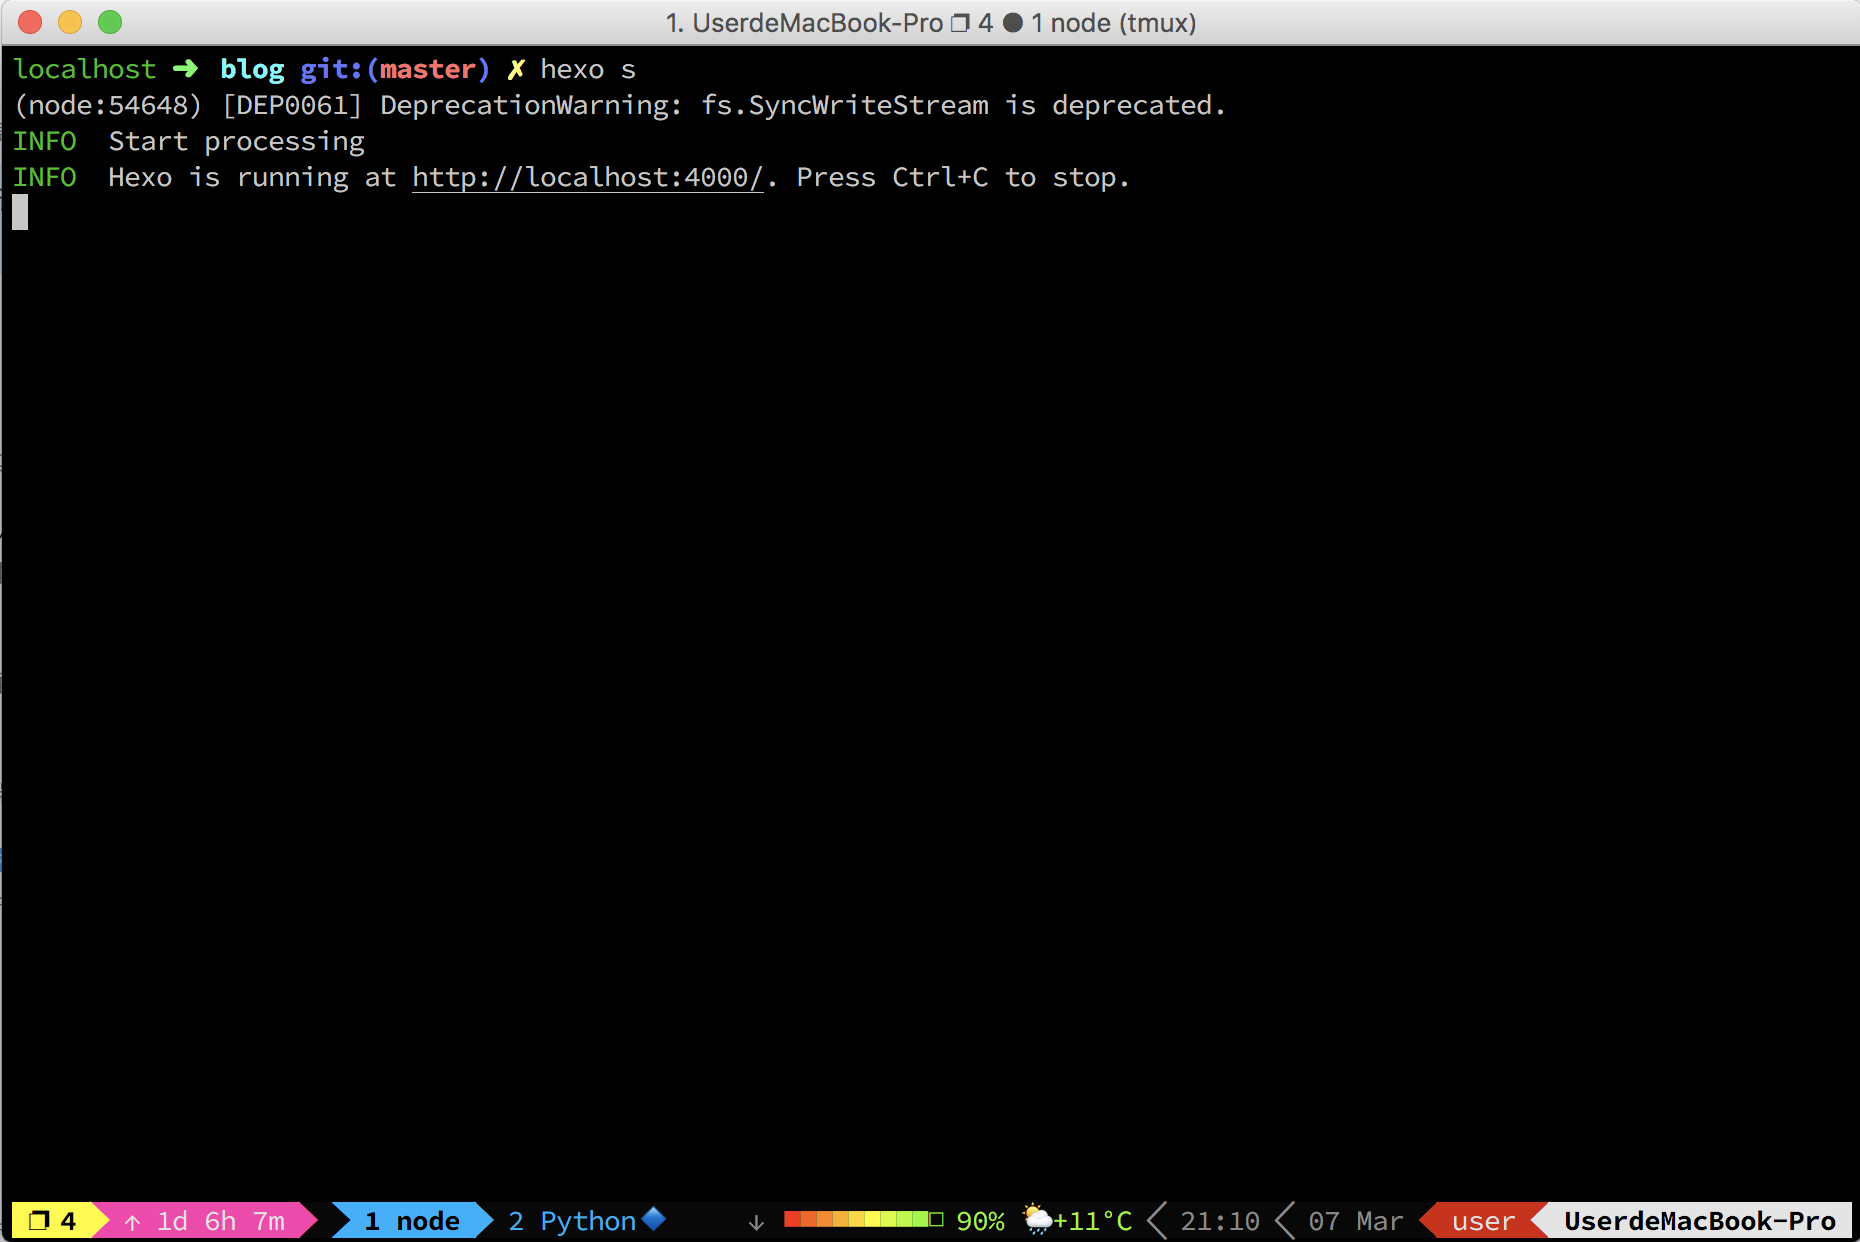 1. UserdeMacBook-Pro ❐ 4 ● 1 node (tmux)
localhost ➜ blog git:(master) ✗ hexo s
(node:54648) [DEP0061] DeprecationWarning: fs.SyncWriteStream is deprecated.
INFO  Start processing
INFO  Hexo is running at http://localhost:4000/. Press Ctrl+C to stop.
❐ 4 ↑ 1d 6h 7m 1 node 2 Python🔷 ↓ 90% 🌦+11°C 21:10 07 Mar user UserdeMacBook-Pro